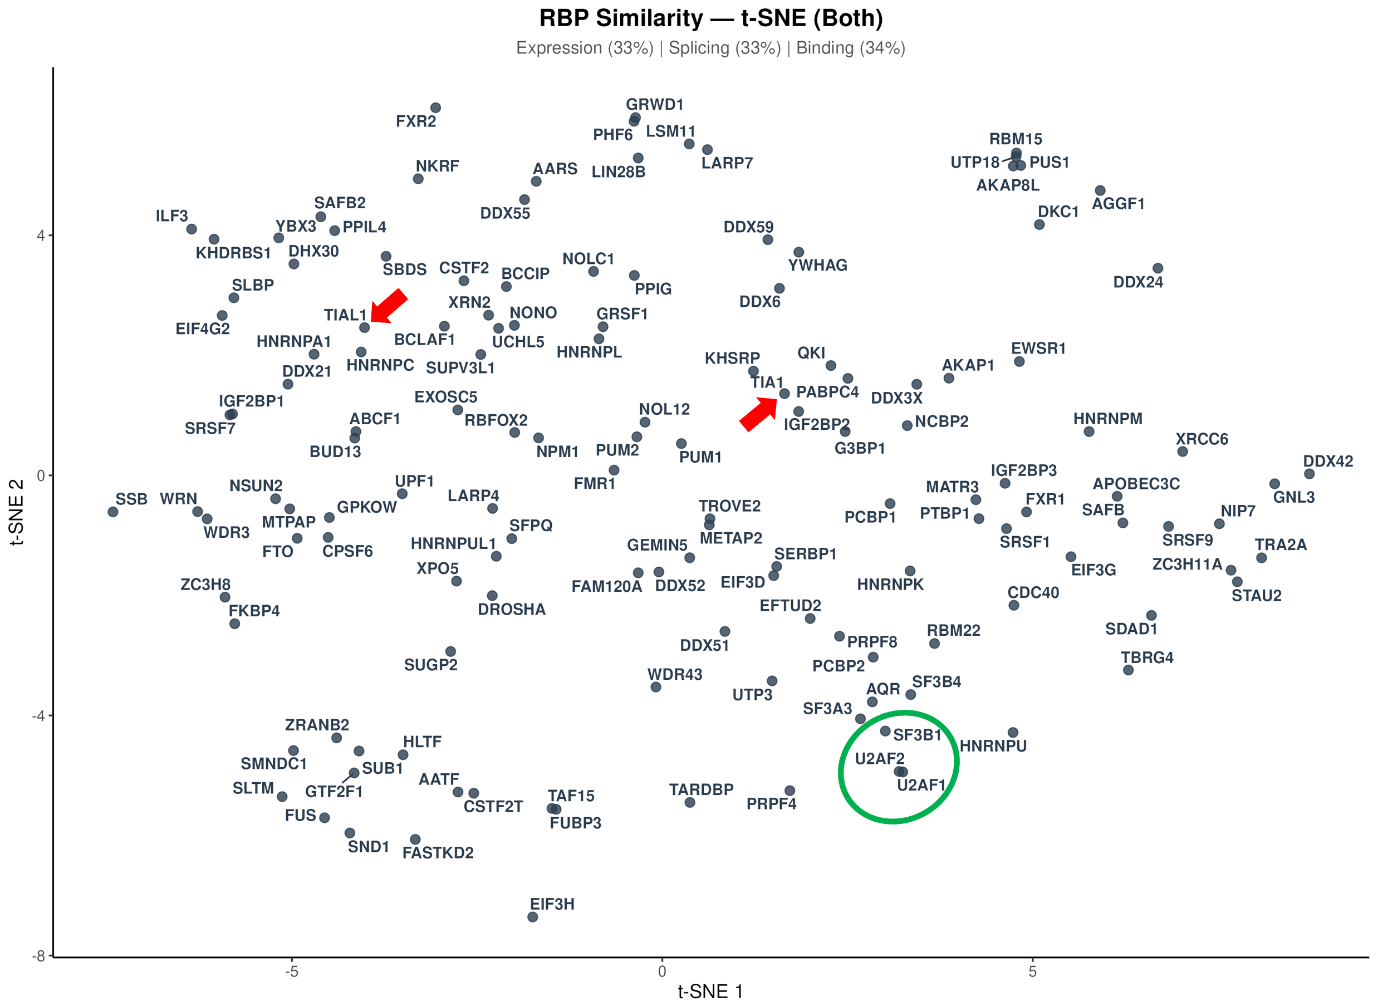 RBP Similarity — t-SNE (Both)
Expression (33%) | Splicing (33%) | Binding (34%)
GRWD1
FXR2
PHF6
LSM11
RBM15
LARP7
UTP18
PUS1
NKRF
AARS
LIN28B
AKAP8L
SAFB2
AGGF1
ILF3
DDX55
DKC1
YBX3
PPIL4
DDX59
4
KHDRBS1
DHX30
NOLC1
YWHAG
SBDS
CSTF2
BCCIP
SLBP
PPIG
DDX24
XRN2
DDX6
TIAL1
NONO
GRSF1
EIF4G2
BCLAF1
UCHL5
HNRNPA1
HNRNPL
EWSR1
HNRNPC
SUPV3L1
KHSRP
QKI
AKAP1
DDX21
TIA1
PABPC4
EXOSC5
DDX3X
IGF2BP1
NOL12
ABCF1
RBFOX2
IGF2BP2
NCBP2
HNRNPM
SRSF7
XRCC6
BUD13
NPM1
PUM2
PUM1
G3BP1
DDX42
0
FMR1
IGF2BP3
UPF1
APOBEC3C
NSUN2
MATR3
FXR1
GNL3
SSB
WRN
GPKOW
LARP4
TROVE2
SAFB
NIP7
MTPAP
PCBP1
PTBP1
WDR3
SFPQ
METAP2
SRSF1
SRSF9
FTO
CPSF6
HNRNPUL1
GEMIN5
SERBP1
TRA2A
XPO5
EIF3G
ZC3H11A
ZC3H8
FAM120A
DDX52
EIF3D
HNRNPK
STAU2
CDC40
FKBP4
DROSHA
EFTUD2
SDAD1
RBM22
DDX51
PRPF8
TBRG4
SUGP2
PCBP2
WDR43
SF3B4
UTP3
AQR
SF3A3
-4
ZRANB2
SF3B1
HLTF
HNRNPU
SMNDC1
SUB1
U2AF2
AATF
SLTM
GTF2F1
TARDBP
U2AF1
CSTF2T
TAF15
PRPF4
FUS
FUBP3
SND1
FASTKD2
EIF3H
-8
-5
0
5
t-SNE 1
t-SNE 2